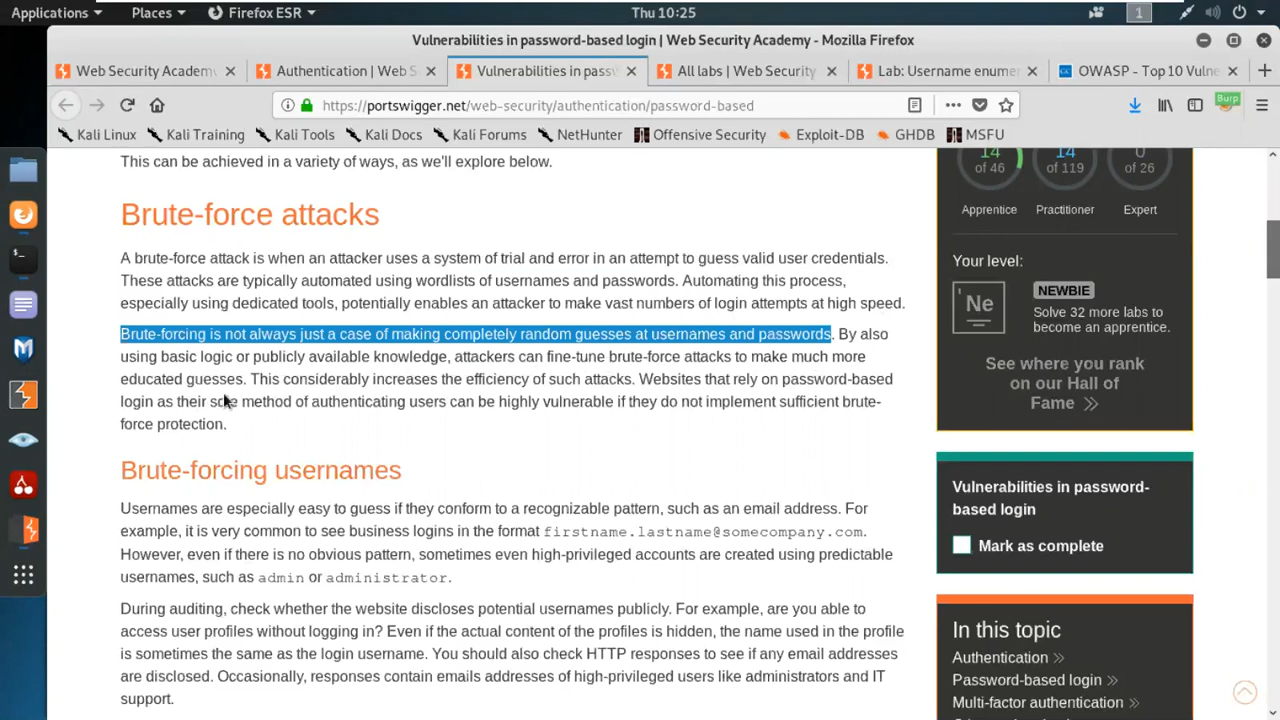 Applications
Places
Firefox ESR
Thu 10:25
1
Vulnerabilities in password-based login | Web Security Academy - Mozilla Firefox
Web Security Academy
Authentication | Web S
Vulnerabilities in pass
All labs | Web Security
Lab: Username enume
OWASP - Top 10 Vulne
https://portswigger.net/web-security/authentication/password-based
Burp
Kali Linux
Kali Training
Kali Tools
Kali Docs
Kali Forums
NetHunter
Offensive Security
Exploit-DB
GHDB
MSFU
This can be achieved in a variety of ways, as we'll explore below.
Brute-force attacks
A brute-force attack is when an attacker uses a system of trial and error in an attempt to guess valid user credentials.
These attacks are typically automated using wordlists of usernames and passwords. Automating this process,
especially using dedicated tools, potentially enables an attacker to make vast numbers of login attempts at high speed.
Brute-forcing is not always just a case of making completely random guesses at usernames and passwords. By also
using basic logic or publicly available knowledge, attackers can fine-tune brute-force attacks to make much more
educated guesses. This considerably increases the efficiency of such attacks. Websites that rely on password-based
login as their sole method of authenticating users can be highly vulnerable if they do not implement sufficient brute-
force protection.
Brute-forcing usernames
Usernames are especially easy to guess if they conform to a recognizable pattern, such as an email address. For
example, it is very common to see business logins in the format firstname.lastname@somecompany.com.
However, even if there is no obvious pattern, sometimes even high-privileged accounts are created using predictable
usernames, such as admin or administrator.
During auditing, check whether the website discloses potential usernames publicly. For example, are you able to
access user profiles without logging in? Even if the actual content of the profiles is hidden, the name used in the profile
is sometimes the same as the login username. You should also check HTTP responses to see if any email addresses
are disclosed. Occasionally, responses contain emails addresses of high-privileged users like administrators and IT
support.
14
of 46
Apprentice
14
of 119
Practitioner
0
of 26
Expert
Your level:
1
Ne
NEWBIE
Solve 32 more labs to
become an apprentice.
See where you rank
on our Hall of
Fame
Vulnerabilities in password-
based login
Mark as complete
In this topic
Authentication
Password-based login
Multi-factor authentication